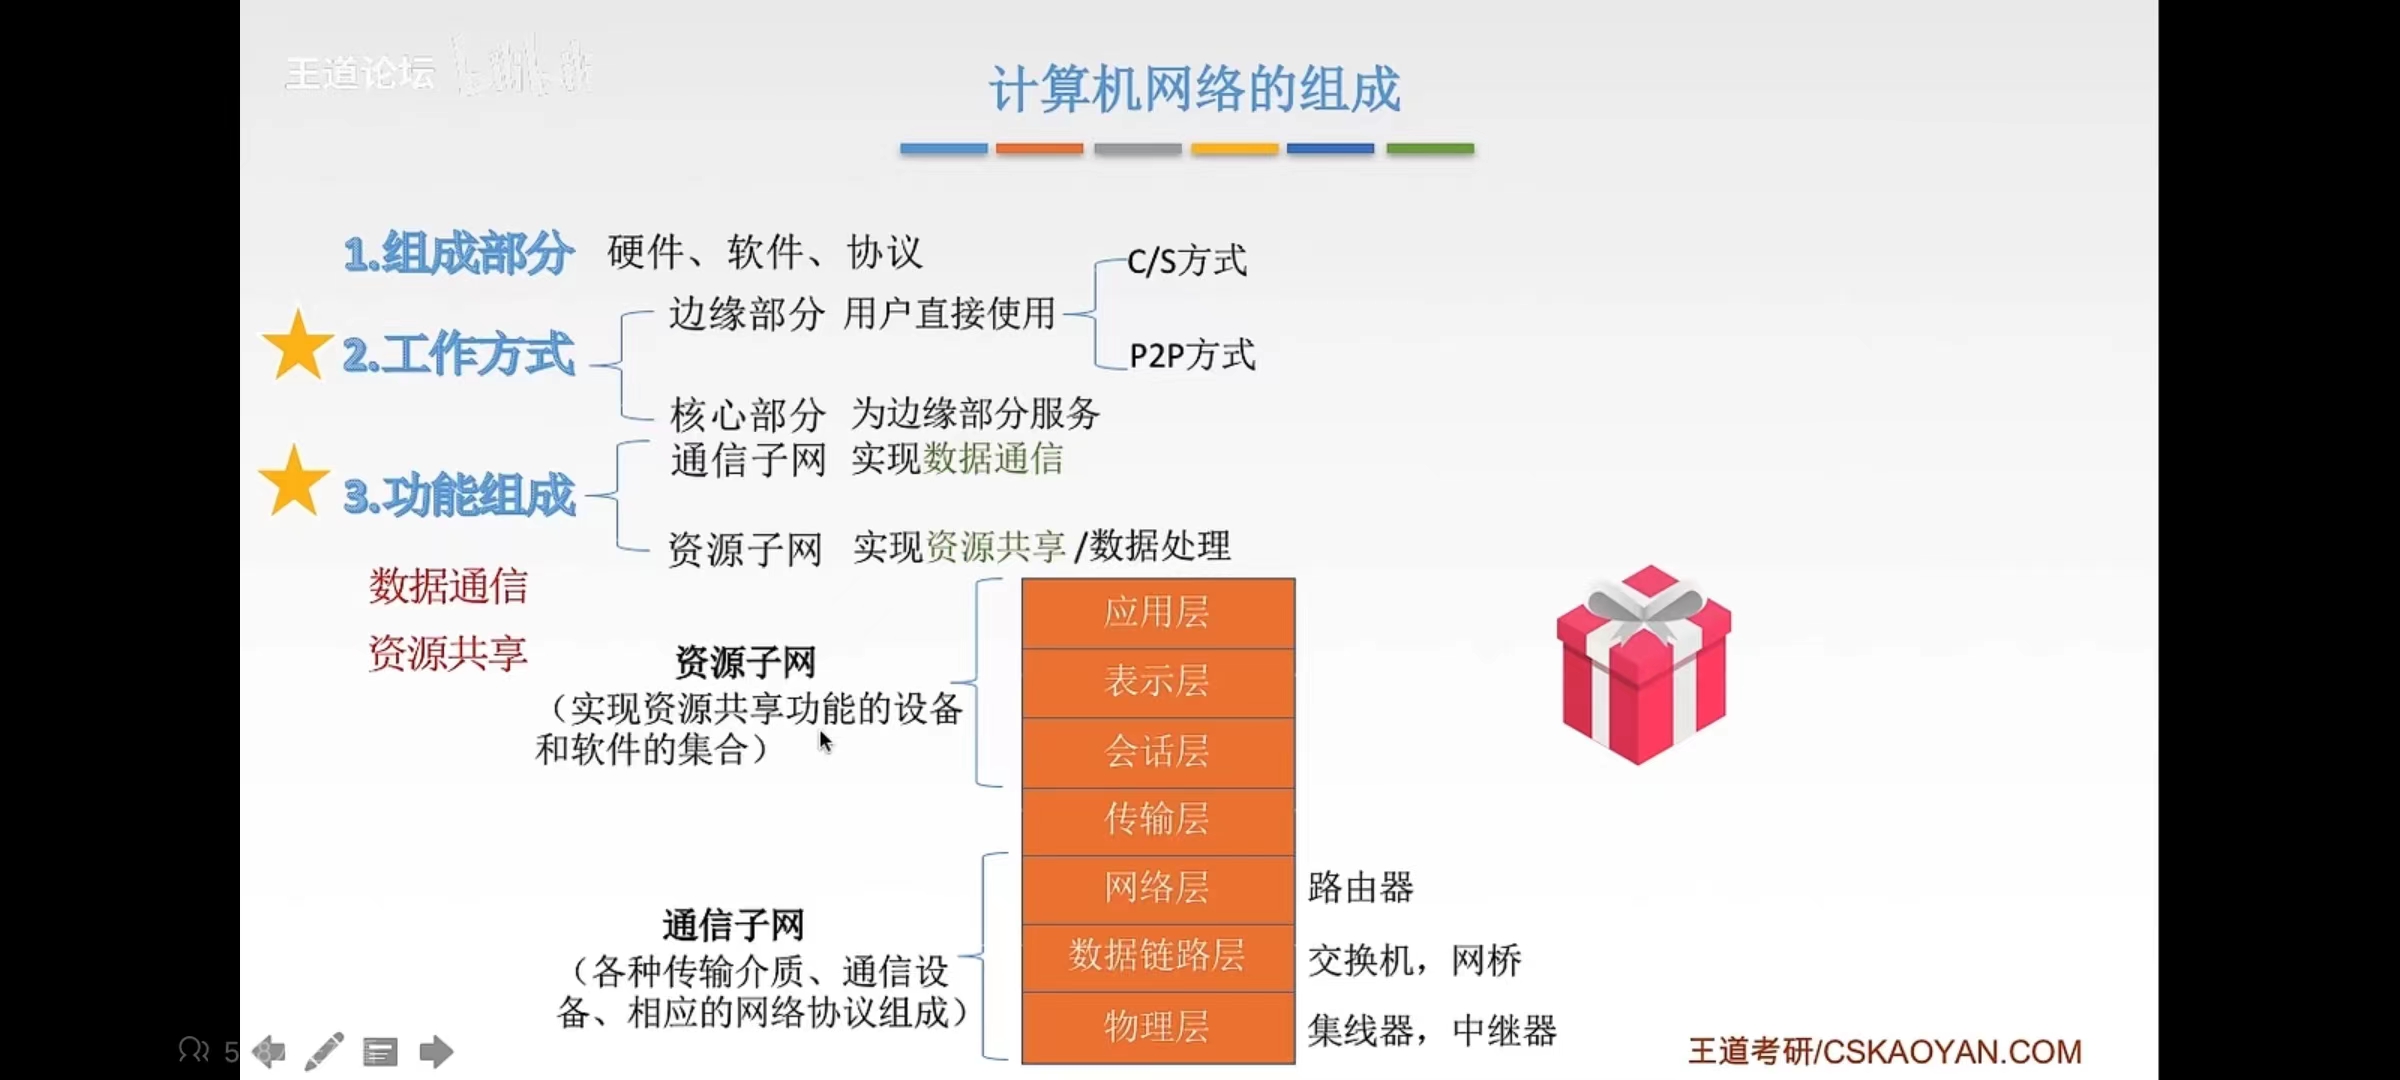 王道论坛
计算机网络的组成
1.组成部分 硬件、软件、协议
C/S方式
边缘部分 用户直接使用
2.工作方式
P2P方式
核心部分 为边缘部分服务
通信子网 实现数据通信
3.功能组成
资源子网 实现资源共享/数据处理
数据通信
资源共享
资源子网
（实现资源共享功能的设备
和软件的集合）
应用层
表示层
会话层
传输层
网络层 路由器
数据链路层 交换机，网桥
物理层 集线器，中继器
通信子网
（各种传输介质、通信设
备、相应的网络协议组成）
王道考研/CSKAOYAN.COM